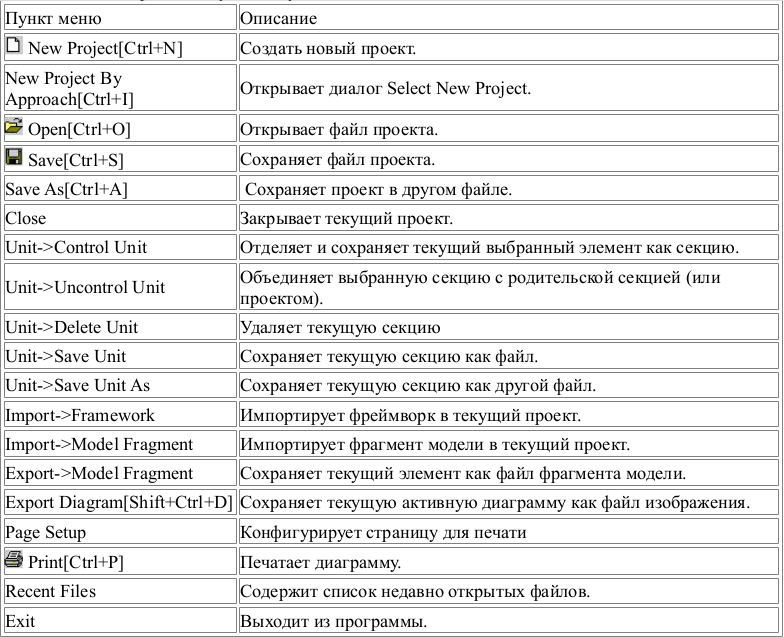 Пункт меню Описание
New Project[Ctrl+N] Создать новый проект.
New Project By
Approach[Ctrl+I] Открывает диалог Select New Project.
Open[Ctrl+O] Открывает файл проекта.
Save[Ctrl+S] Сохраняет файл проекта.
Save As[Ctrl+A] Сохраняет проект в другом файле.
Close Закрывает текущий проект.
Unit->Control Unit Отделяет и сохраняет текущий выбранный элемент как секцию.
Unit->Uncontrol Unit Объединяет выбранную секцию с родительской секцией (или
проектом).
Unit->Delete Unit Удаляет текущую секцию
Unit->Save Unit Сохраняет текущую секцию как файл.
Unit->Save Unit As Сохраняет текущую секцию как другой файл.
Import->Framework Импортирует фреймворк в текущий проект.
Import->Model Fragment Импортирует фрагмент модели в текущий проект.
Export->Model Fragment Сохраняет текущий элемент как файл фрагмента модели.
Export Diagram[Shift+Ctrl+D] Сохраняет текущую активную диаграмму как файл изображения.
Page Setup Конфигурирует страницу для печати
Print[Ctrl+P] Печатает диаграмму.
Recent Files Содержит список недавно открытых файлов.
Exit Выходит из программы.